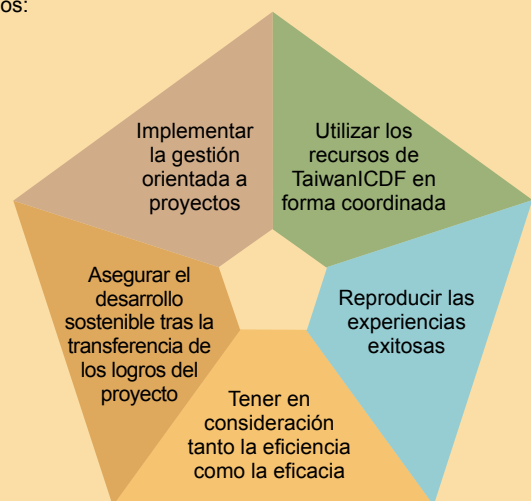 os:
Implementar
la gestión
orientada a
proyectos
Utilizar los
recursos de
TaiwanICDF en
forma coordinada
Reproducir las
experiencias
exitosas
Tener en
consideración
tanto la eficiencia
como la eficacia
Asegurar el
desarrollo
sostenible tras la
transferencia de
los logros del
proyecto